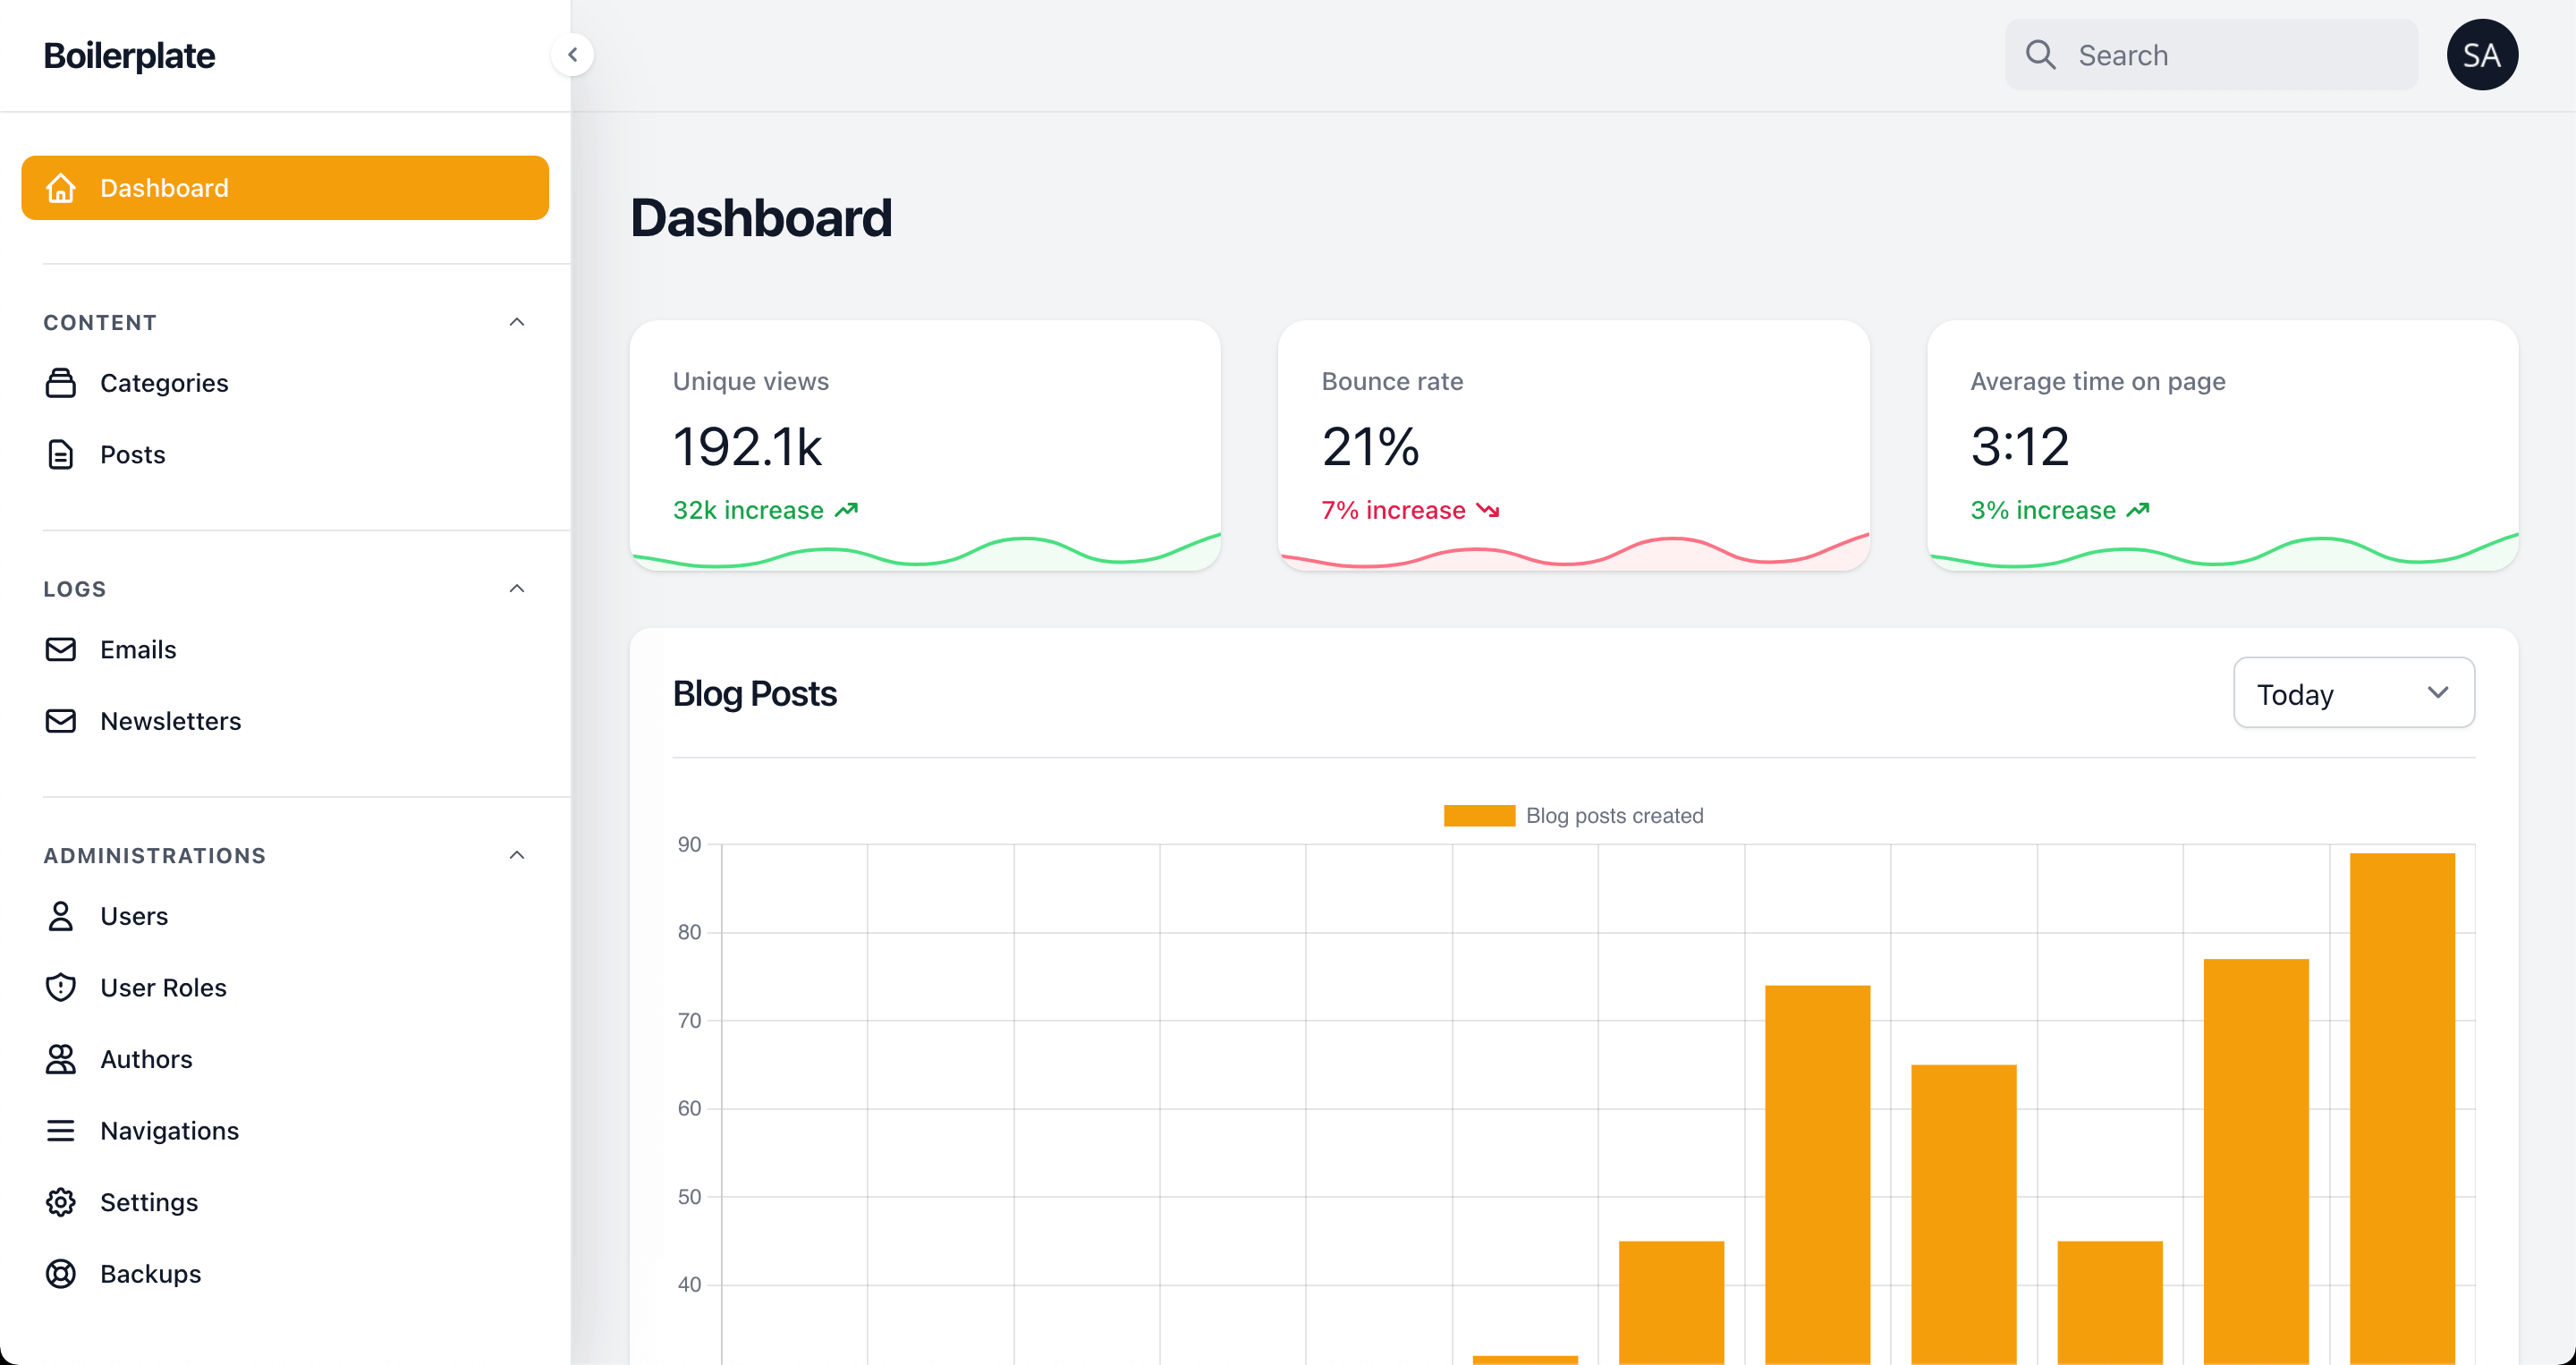 Boilerplate
Search
SA
Dashboard
CONTENT
Categories
Posts
LOGS
Emails
Newsletters
ADMINISTRATIONS
Users
User Roles
Authors
Navigations
Settings
Backups
Dashboard
Unique views
192.1k
32k increase
Bounce rate
21%
7% increase
Average time on page
3:12
3% increase
Blog Posts
Today
Blog posts created
90
80
70
60
50
40